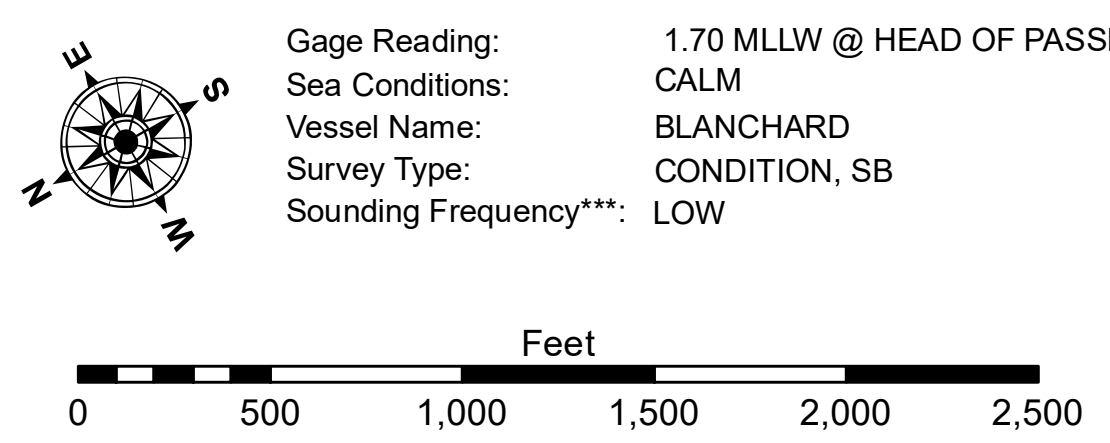 E
S
N
W
Gage Reading: 1.70 MLLW @ HEAD OF
Sea Conditions: CALM
Vessel Name: BLANCHARD
Survey Type: CONDITION, SB
Sounding Frequency***: LOW
Feet
0 500 1,000 1,500 2,000 2,500